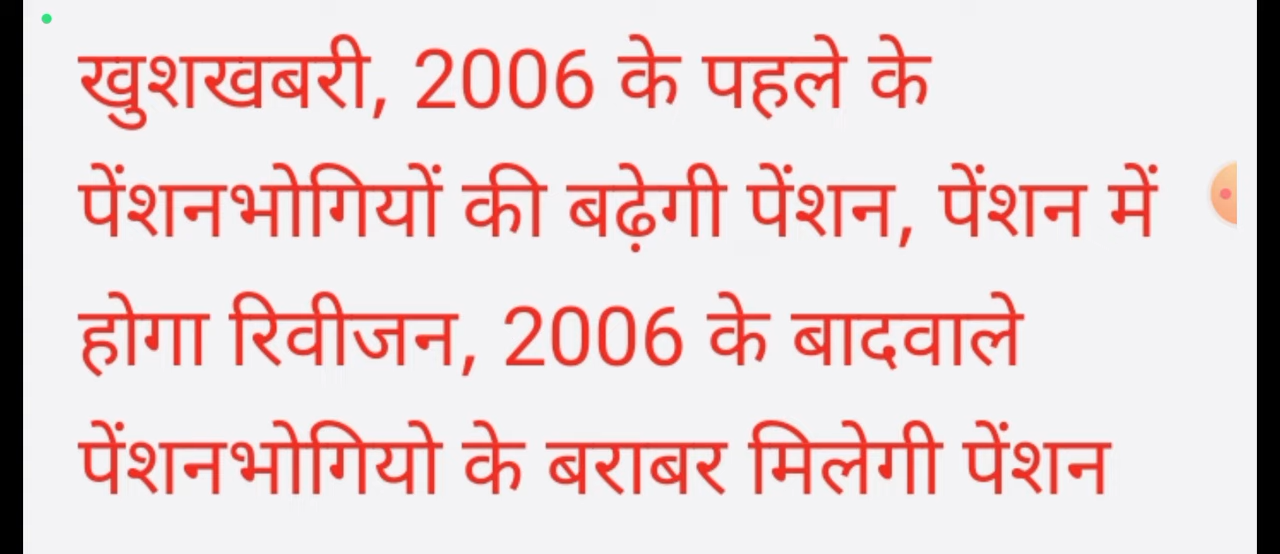 खुशखबरी, 2006 के पहले के
पेंशनभोगियों की बढ़ेगी पेंशन, पेंशन में
होगा रिवीजन, 2006 के बादवाले
पेंशनभोगियो के बराबर मिलेगी पेंशन